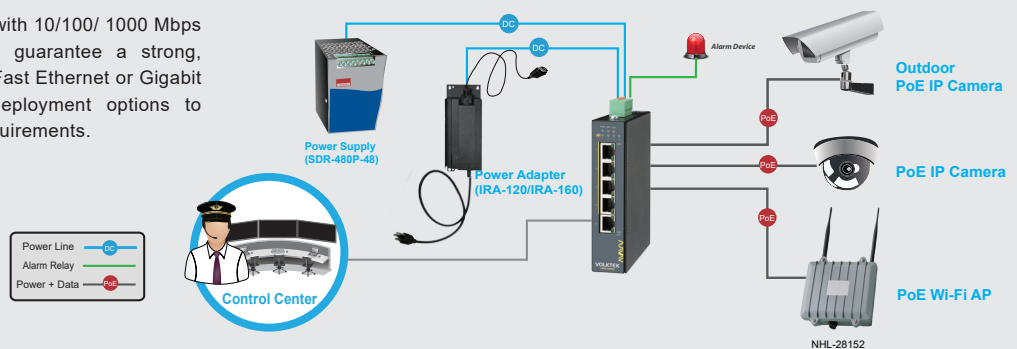 with 10/100/ 1000 Mbps
guarantee a strong,
Fast Ethernet or Gigabit
eployment options to
uirements.
DC
DC
Alarm Device
Outdoor
PoE IP Camera
PoE
Power Supply
(SDR-480P-48)
Power Adapter
(IRA-120/IRA-160)
PoE
PoE IP Camera
PoE
VOLKTEK
Power Line DC
Alarm Relay
Power + Data PoE
Control Center
PoE Wi-Fi AP
NHL-28152